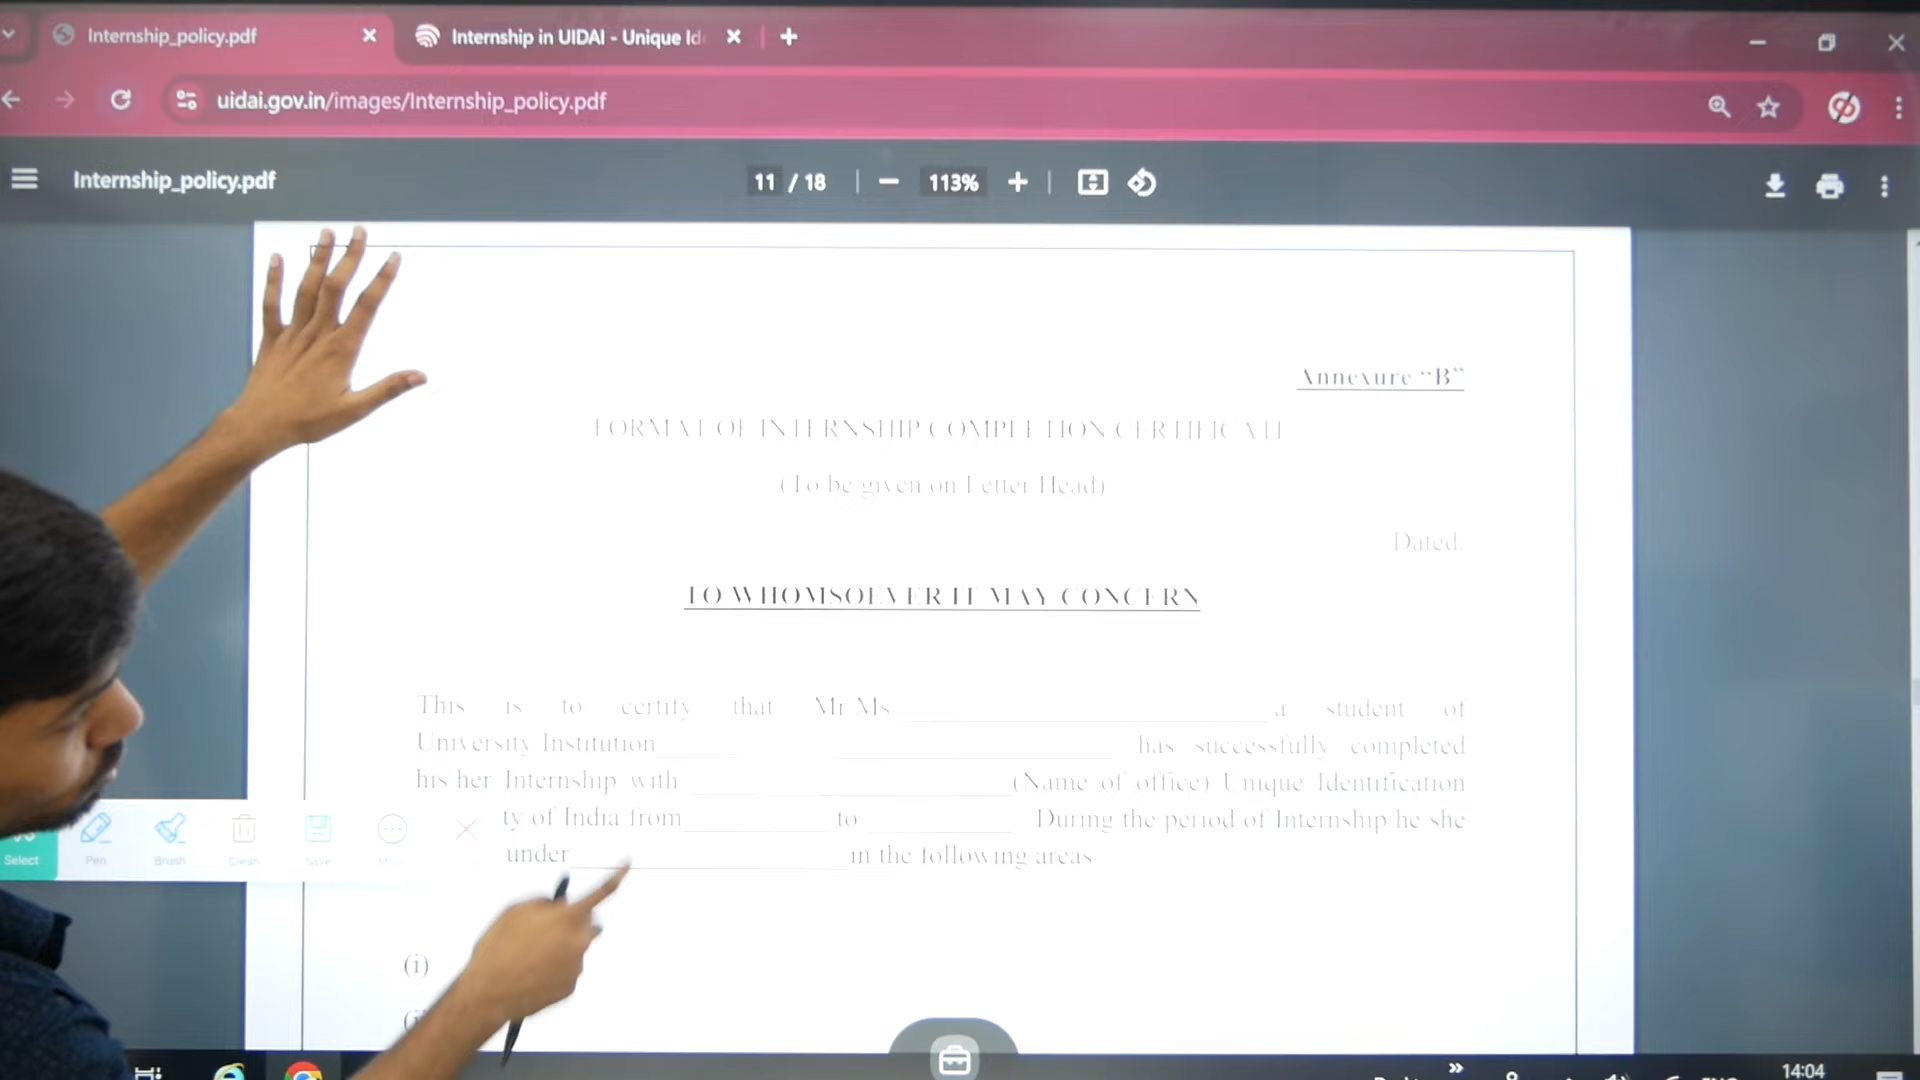 Internship_policy.pdf
Internship in UIDAI - Unique Id
uidai.gov.in/images/Internship_policy.pdf
Internship_policy.pdf
11 / 18
113%
Annexure “B”
FORMAT OF INTERNSHIP COMPLETION CERTIFICATE
(To be given on Letter Head)
Dated.
TO WHOMSOEVER IT MAY CONCERN
This is to certify that Mr Ms a student of
University Institution has successfully completed
his her Internship with (Name of office) Unique Identification
ty of India from to During the period of Internship he she
under in the following areas
(i)
Select
Pen
Brush
Clean
Save
More
14:04